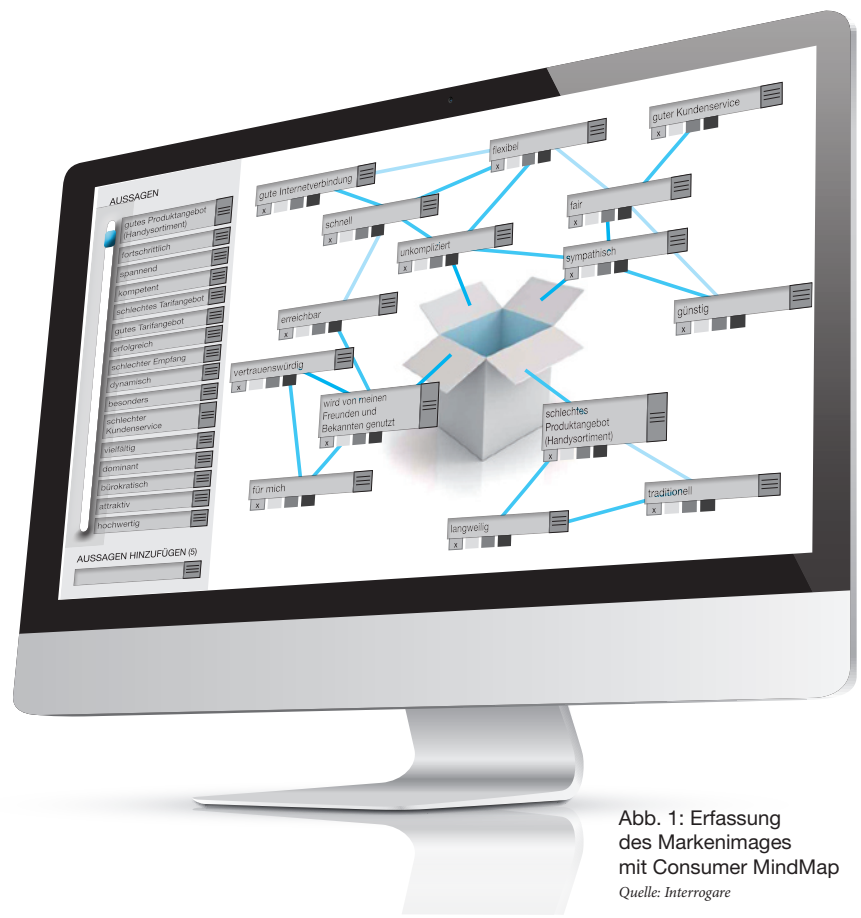 AUSSAGEN
gutes Produktangebot
(Handysortiment)
fortschrittlich
spannend
kompetent
schlechtes Tarifangebot
gutes Tarifangebot
erfolgreich
schlechter Empfang
dynamisch
besonders
schlechter
Kundenservice
vielfältig
dominant
bürokratisch
attraktiv
hochwertig
AUSSAGEN HINZUFÜGEN (5)
guter Kundenservice
x
flexibel
x
gute Internetverbindung
x
fair
x
schnell
x
unkompliziert
x
sympathisch
x
günstig
x
erreichbar
x
vertrauenswürdig
x
wird von meinen
Freunden und
Bekannten genutzt
x
schlechtes
Produktangebot
(Handysortiment)
x
für mich
x
traditionell
x
langweilig
x
Abb. 1: Erfassung
des Markenimages
mit Consumer MindMap
Quelle: Interrogare